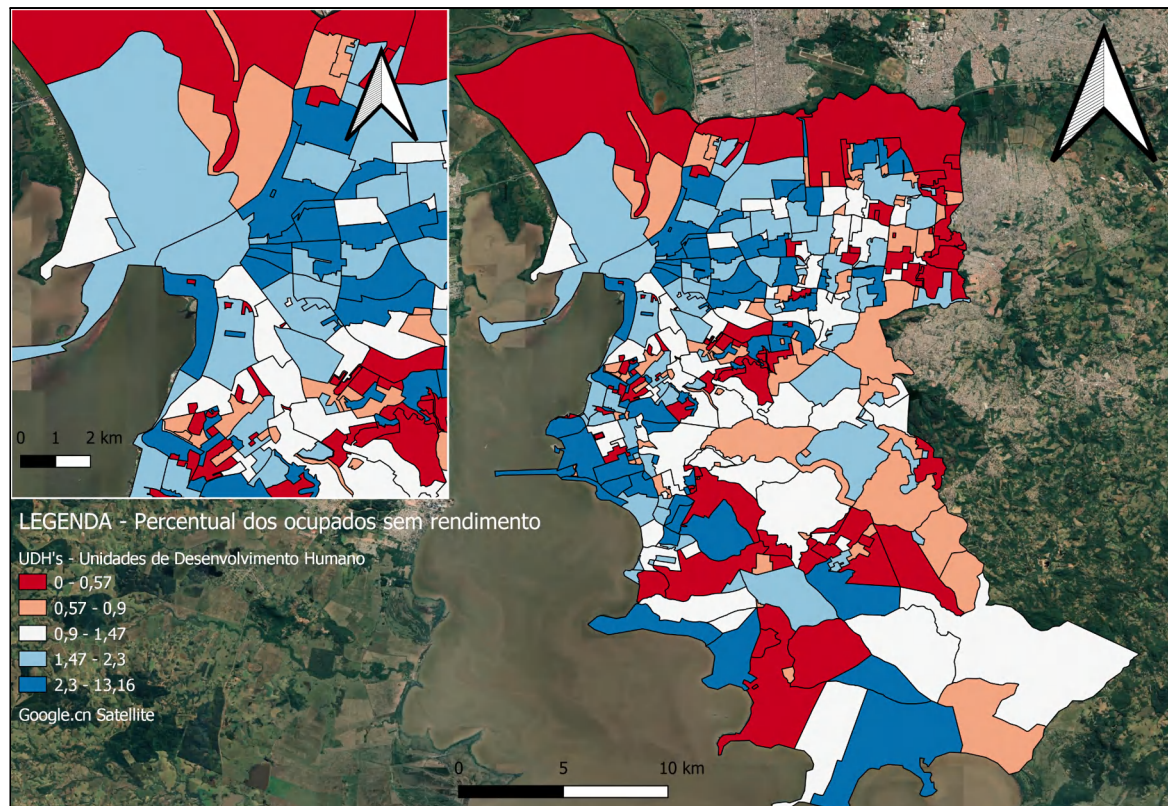 0 1 2 km
LEGENDA - Percentual dos ocupados sem rendimento
UDH's - Unidades de Desenvolvimento Humano
0 - 0,57
0,57 - 0,9
0,9 - 1,47
1,47 - 2,3
2,3 - 13,16
Google.cn Satellite
0 5 10 km